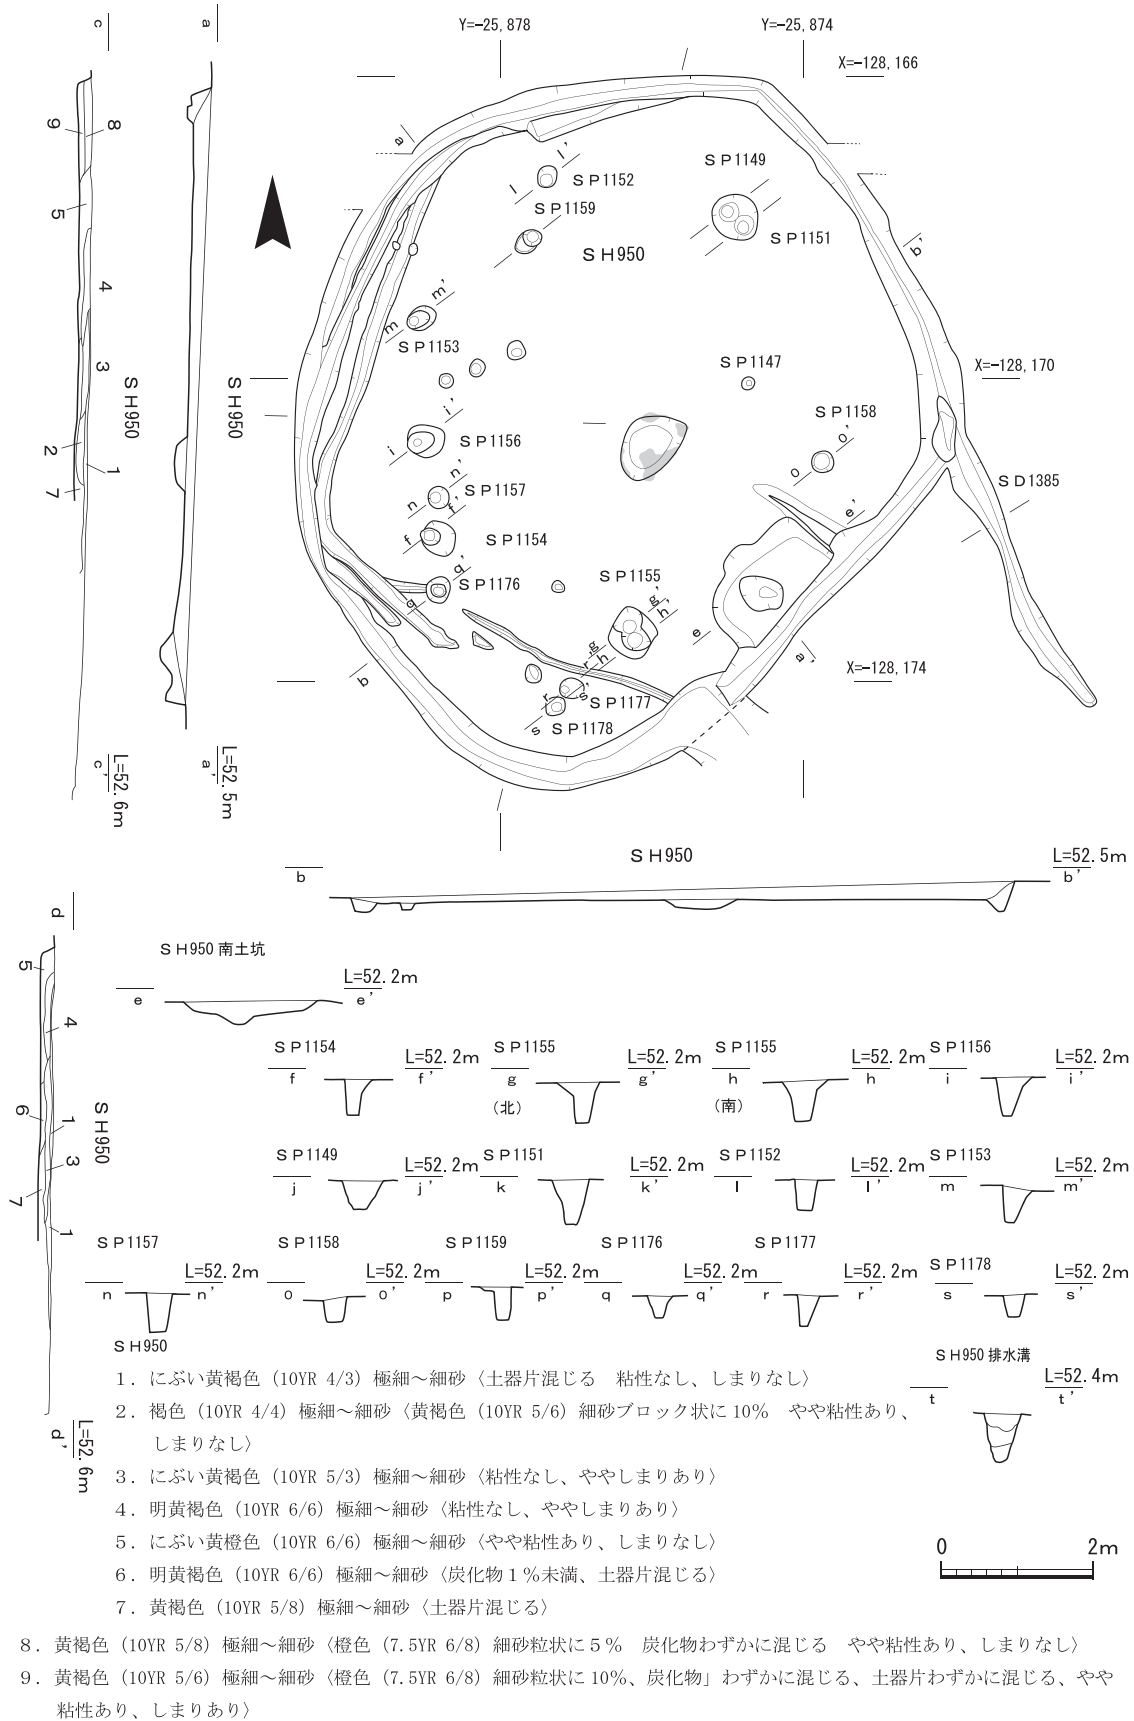 Y=-25,878
Y=-25,874
X=-128,166
c
a
a
l'
l
SP1149
SP1152
SP1159
SP1151
SH950
b'
9
8
5
4
3
SH950
2
1
7
SH950
m'
m
SP1153
SP1147
X=-128,170
SP1158
i'
i
SP1156
o'
o
n'
n
SP1157
f'
f
SP1154
SD1385
e'
q'
q
SP1176
SP1155
g'
h'
g
h
e
a'
X=-128,174
b
r'
r
s'
s
SP1177
SP1178
L=52.6m
c'
L=52.5m
a'
SH950
b
L=52.5m
b'
d
SH950 南土坑
5
e
L=52.2m
e'
4
SP1154
f
L=52.2m
f'
SP1155
g
(北)
L=52.2m
g'
SP1155
h
(南)
L=52.2m
h
SP1156
i
L=52.2m
i'
6
1
SH950
3
7
1
SP1149
j
L=52.2m
j'
SP1151
k
L=52.2m
k'
SP1152
l
L=52.2m
l'
SP1153
m
L=52.2m
m'
SP1157
n
L=52.2m
n'
SP1158
o
L=52.2m
o'
SP1159
p
L=52.2m
p'
SP1176
q
L=52.2m
q'
SP1177
r
L=52.2m
r'
SP1178
s
L=52.2m
s'
L=52.6m
d'
SH950 排水溝
t
L=52.4m
t'
SH950
1．にぶい黄褐色（10YR 4/3）極細～細砂〈土器片混じる　粘性なし、しまりなし〉
2．褐色（10YR 4/4）極細～細砂〈黄褐色（10YR 5/6）細砂ブロック状に 10%　やや粘性あり、
しまりなし〉
3．にぶい黄褐色（10YR 5/3）極細～細砂〈粘性なし、ややしまりあり〉
4．明黄褐色（10YR 6/6）極細～細砂〈粘性なし、ややしまりあり〉
5．にぶい黄橙色（10YR 6/6）極細～細砂〈やや粘性あり、しまりなし〉
6．明黄褐色（10YR 6/6）極細～細砂〈炭化物１%未満、土器片混じる〉
7．黄褐色（10YR 5/8）極細～細砂〈土器片混じる〉
8．黄褐色（10YR 5/8）極細～細砂〈橙色（7.5YR 6/8）細砂粒状に５%　炭化物わずかに混じる　やや粘性あり、しまりなし〉
9．黄褐色（10YR 5/6）極細～細砂〈橙色（7.5YR 6/8）細砂粒状に 10%、炭化物」わずかに混じる、土器片わずかに混じる、やや
粘性あり、しまりあり〉
0
2m